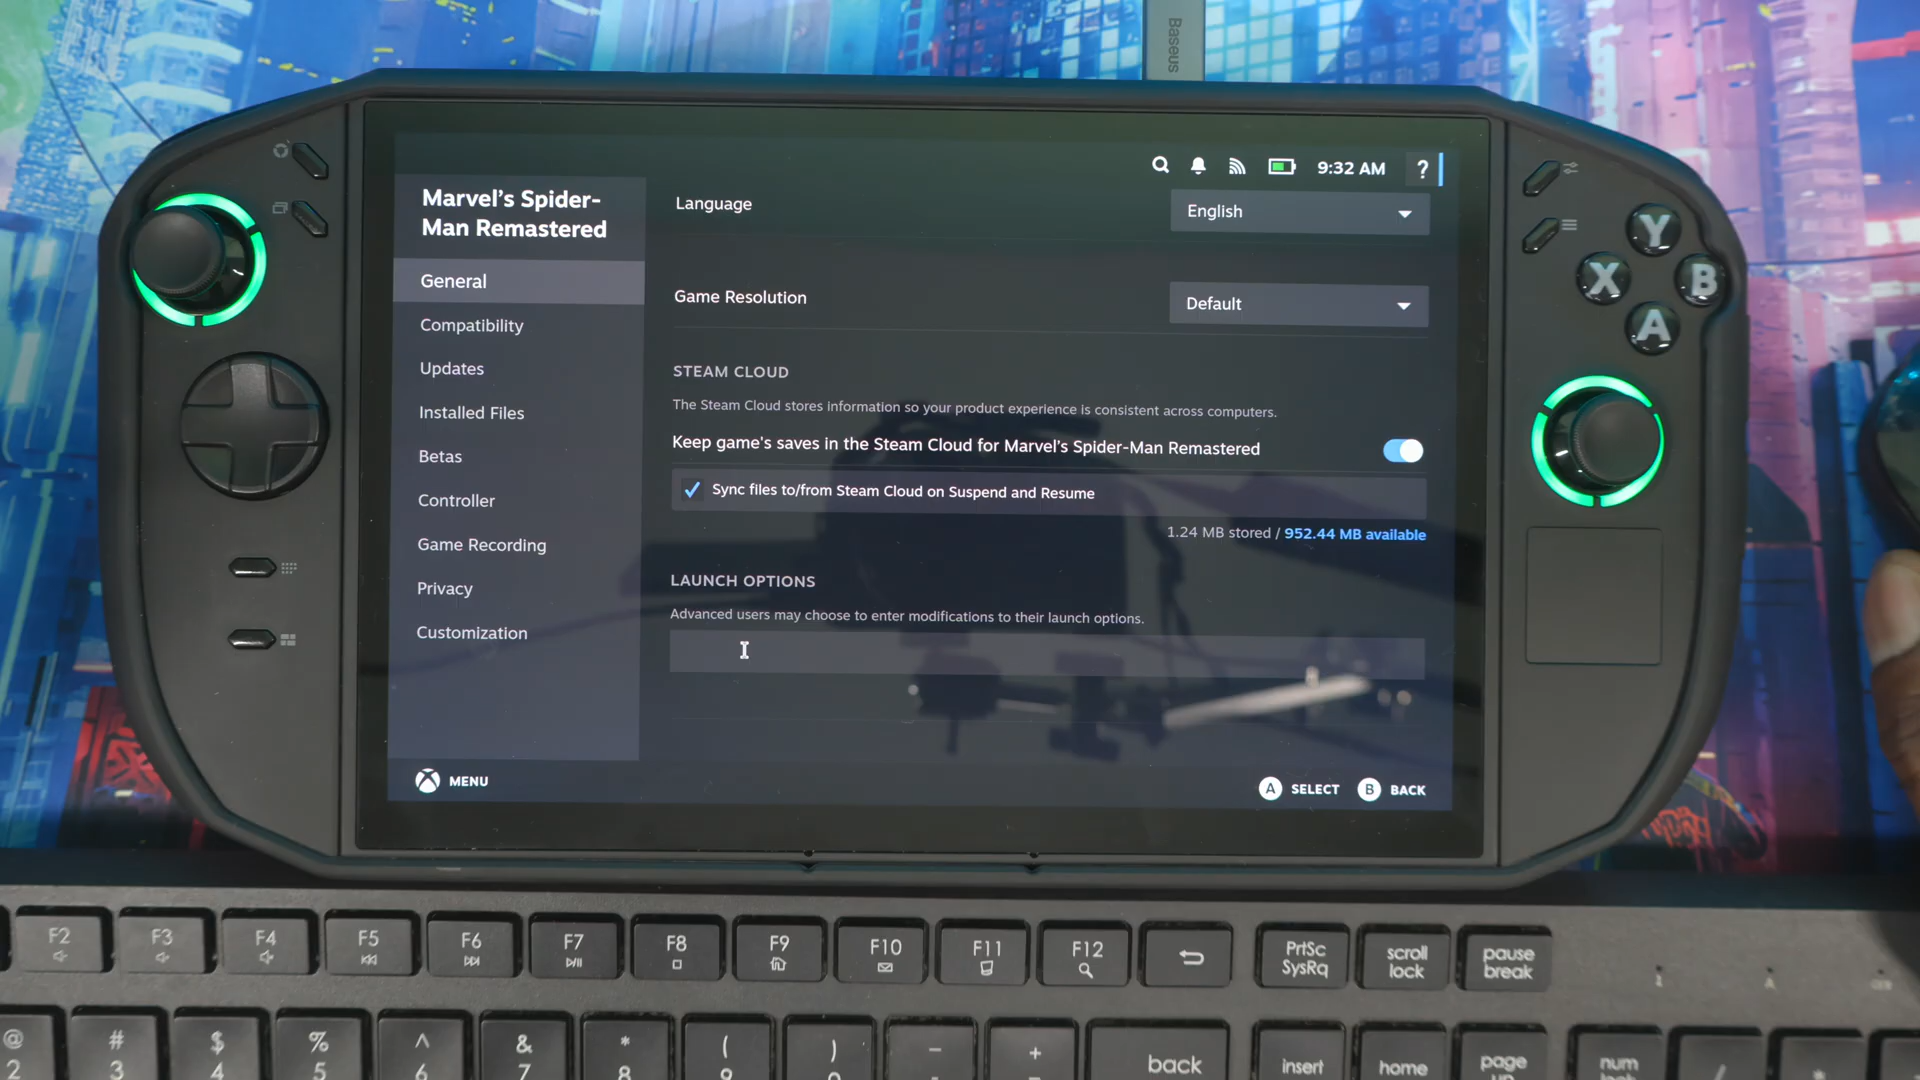 Baseus
9:32 AM
?
Marvel's Spider-
Man Remastered
General
Compatibility
Updates
Installed Files
Betas
Controller
Game Recording
Privacy
Customization
Language
English
Game Resolution
Default
STEAM CLOUD
The Steam Cloud stores information so your product experience is consistent across computers.
Keep game's saves in the Steam Cloud for Marvel's Spider-Man Remastered
Sync files to/from Steam Cloud on Suspend and Resume
1.24 MB stored / 952.44 MB available
LAUNCH OPTIONS
Advanced users may choose to enter modifications to their launch options.
MENU
A SELECT B BACK
Y
X B
A
F2 F3 F4 F5 F6 F7 F8 F9 F10 F11 F12 PrtSc SysRq scroll lock pause break
@ # $ % ^ & * ( ) - + back insert home page up num
2 3 4 5 6 7 8 9